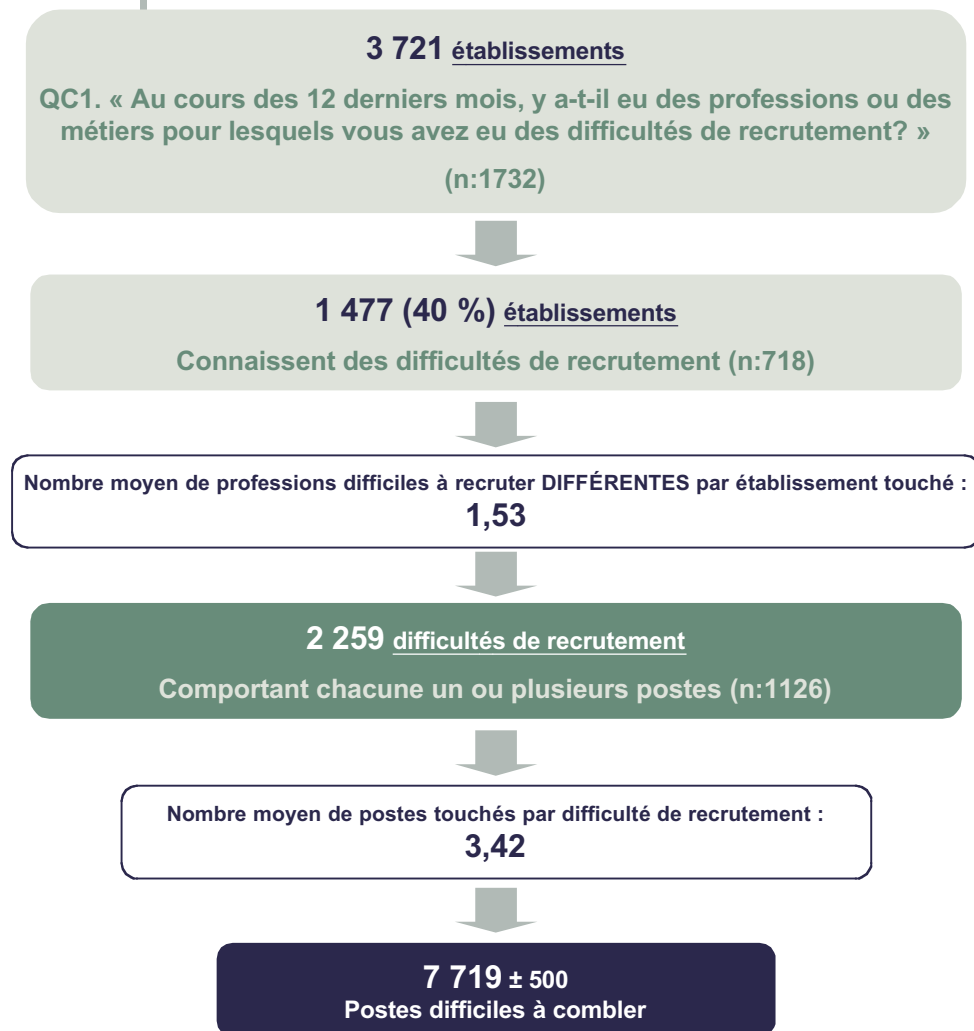 3 721 établissements
QC1. « Au cours des 12 derniers mois, y a-t-il eu des professions ou des
métiers pour lesquels vous avez eu des difficultés de recrutement? »
(n:1732)
1 477 (40 %) établissements
Connaissent des difficultés de recrutement (n:718)
Nombre moyen de professions difficiles à recruter DIFFÉRENTES par établissement touché :
1,53
2 259 difficultés de recrutement
Comportant chacune un ou plusieurs postes (n:1126)
Nombre moyen de postes touchés par difficulté de recrutement :
3,42
7 719 ± 500
Postes difficiles à combler